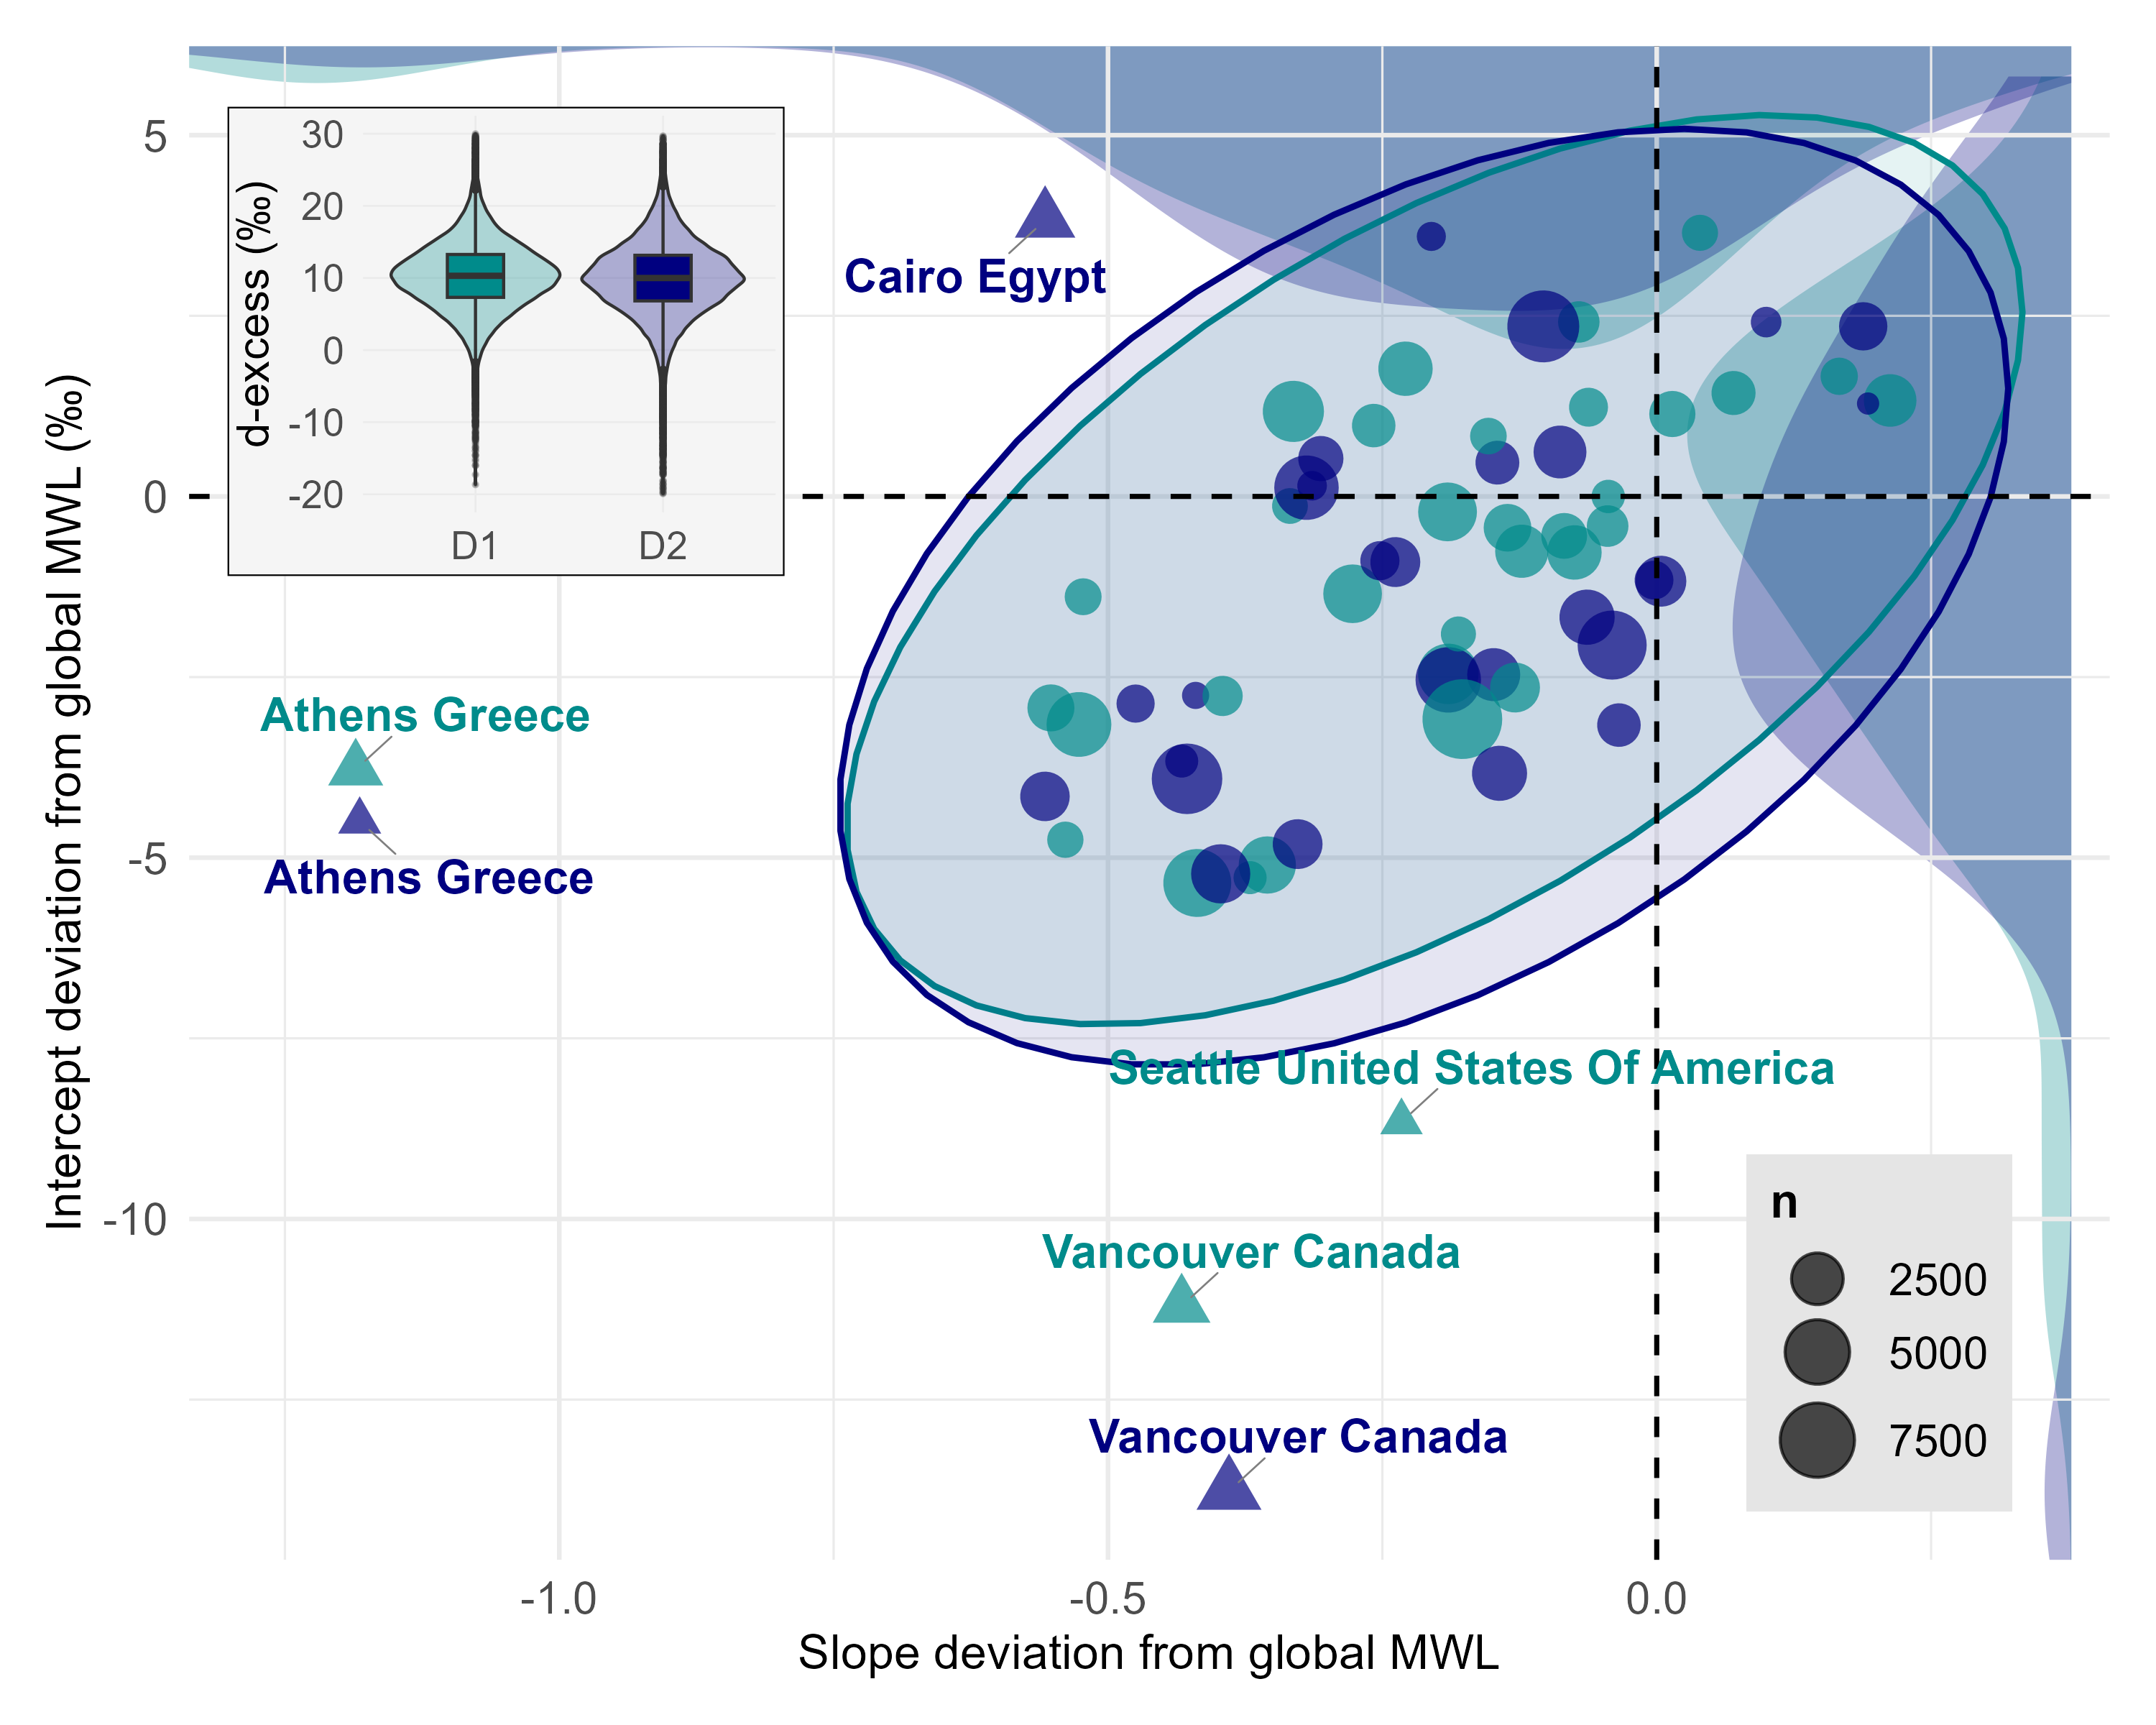 5
0
-5
-10
Intercept deviation from global MWL (‰)
30
20
10
0
-10
-20
d-excess (‰)
D1
D2
Cairo Egypt
Athens Greece
Athens Greece
Seattle United States Of America
Vancouver Canada
Vancouver Canada
n
2500
5000
7500
-1.0
-0.5
0.0
Slope deviation from global MWL